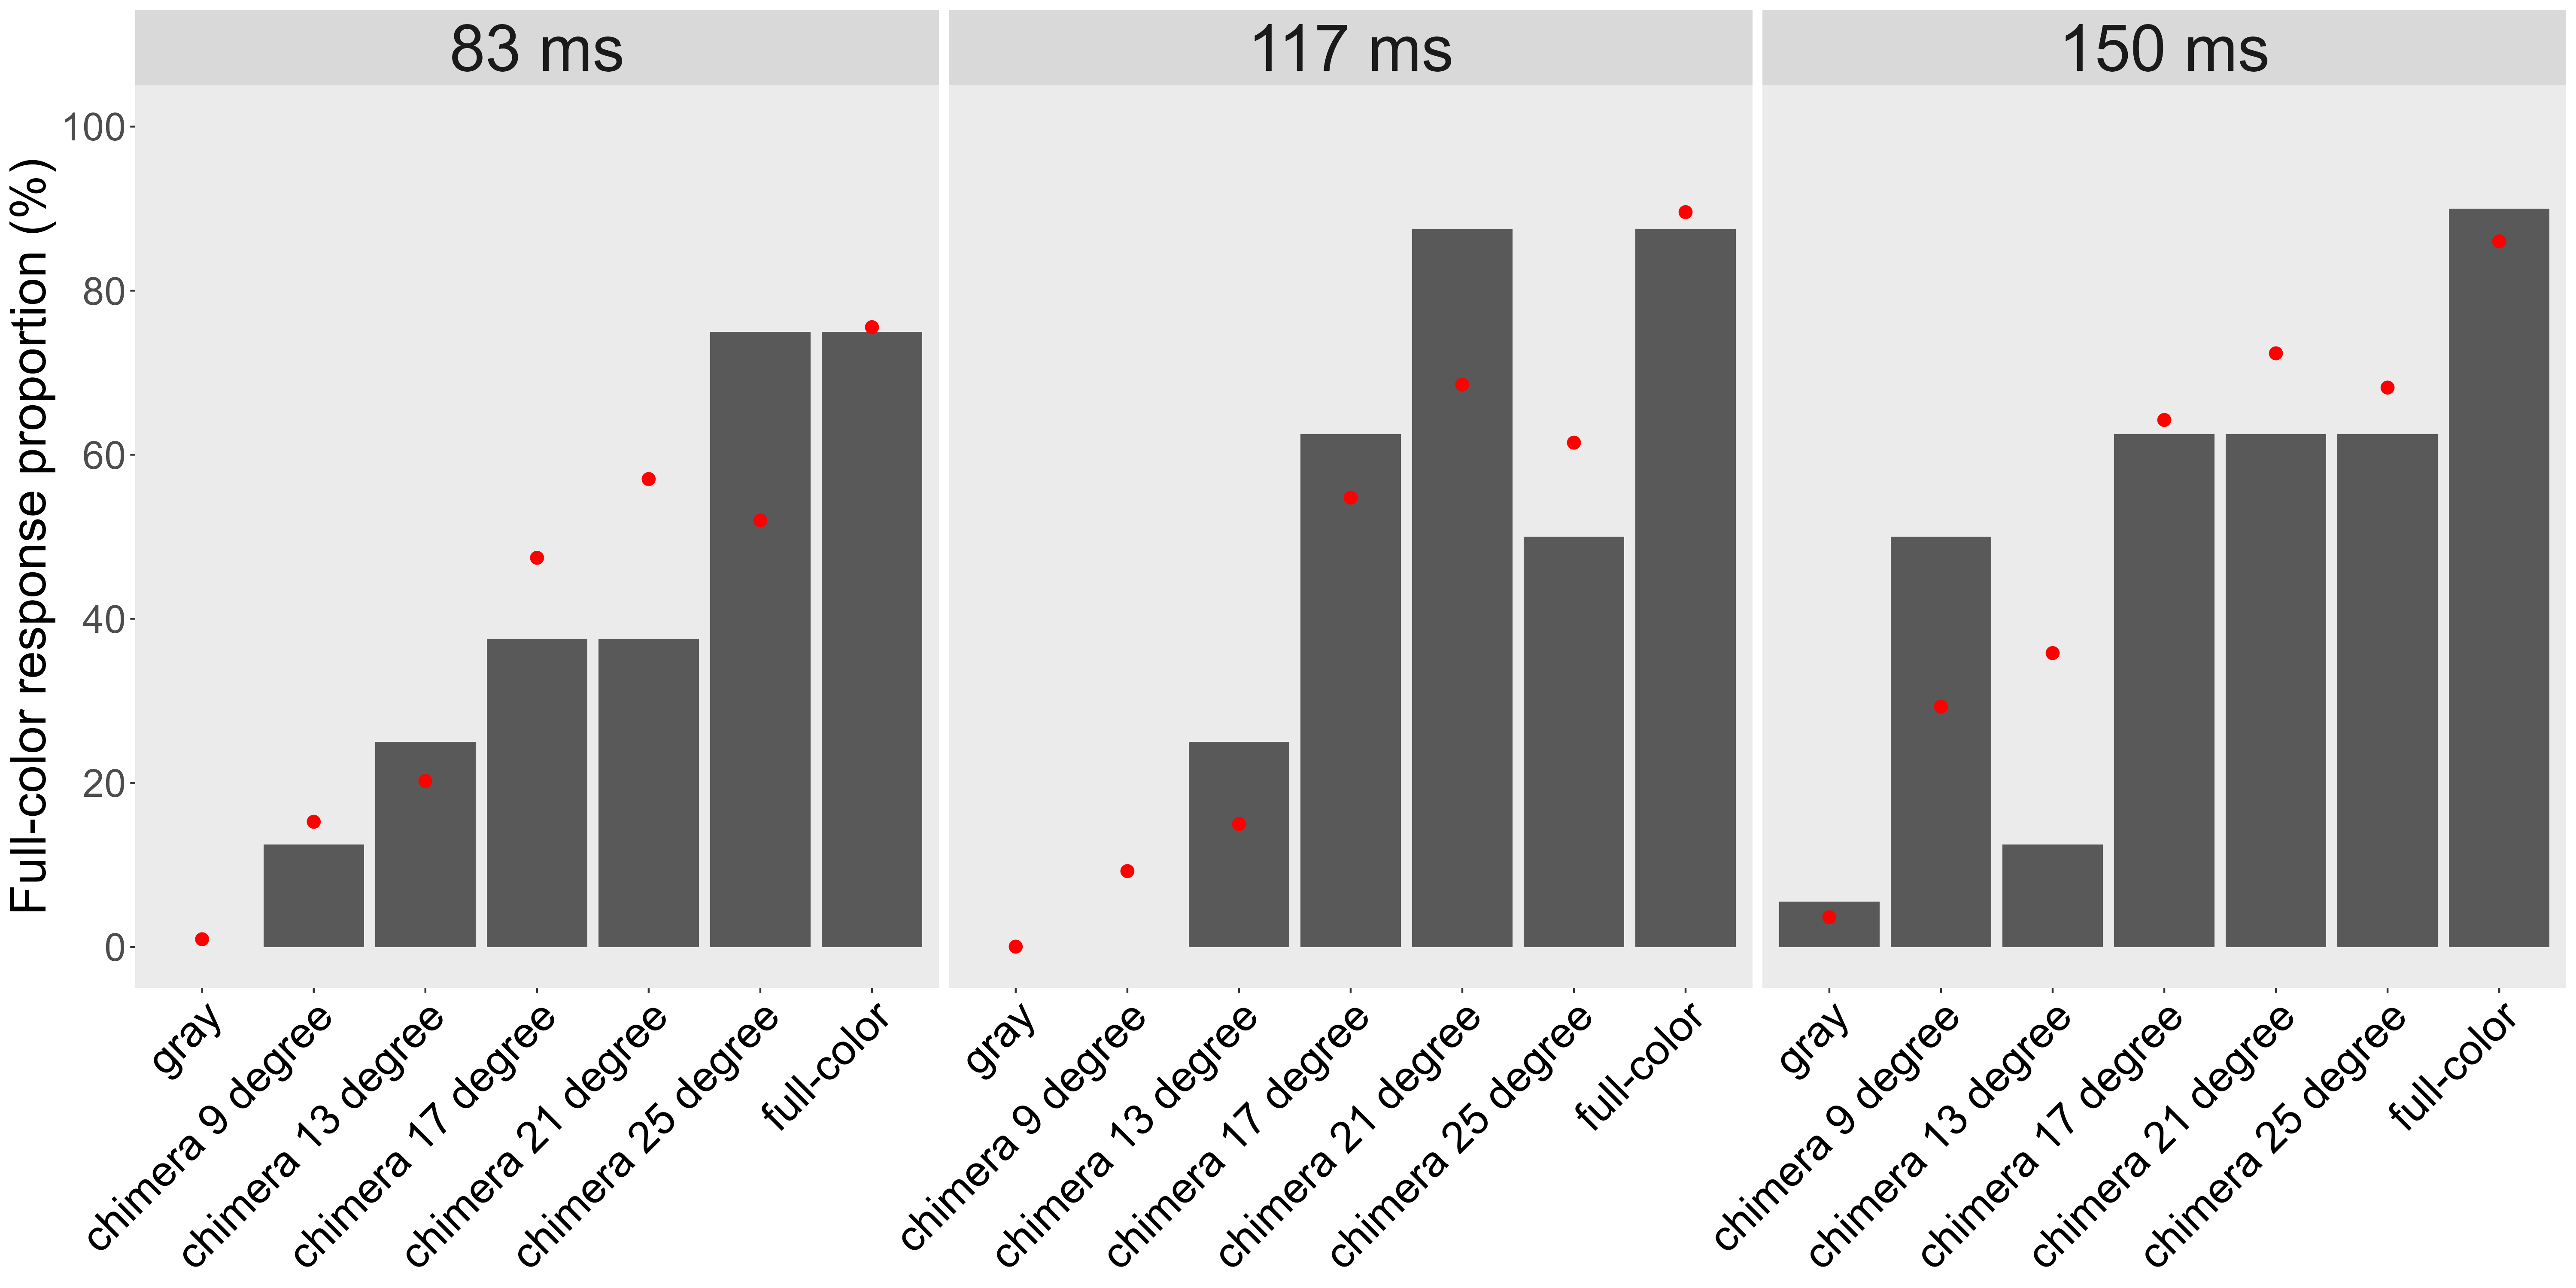 83 ms
117 ms
150 ms
Full-color response proportion (%)
100
80
60
40
20
0
gray
chimera 9 degree
chimera 13 degree
chimera 17 degree
chimera 21 degree
chimera 25 degree
full-color
gray
chimera 9 degree
chimera 13 degree
chimera 17 degree
chimera 21 degree
chimera 25 degree
full-color
gray
chimera 9 degree
chimera 13 degree
chimera 17 degree
chimera 21 degree
chimera 25 degree
full-color